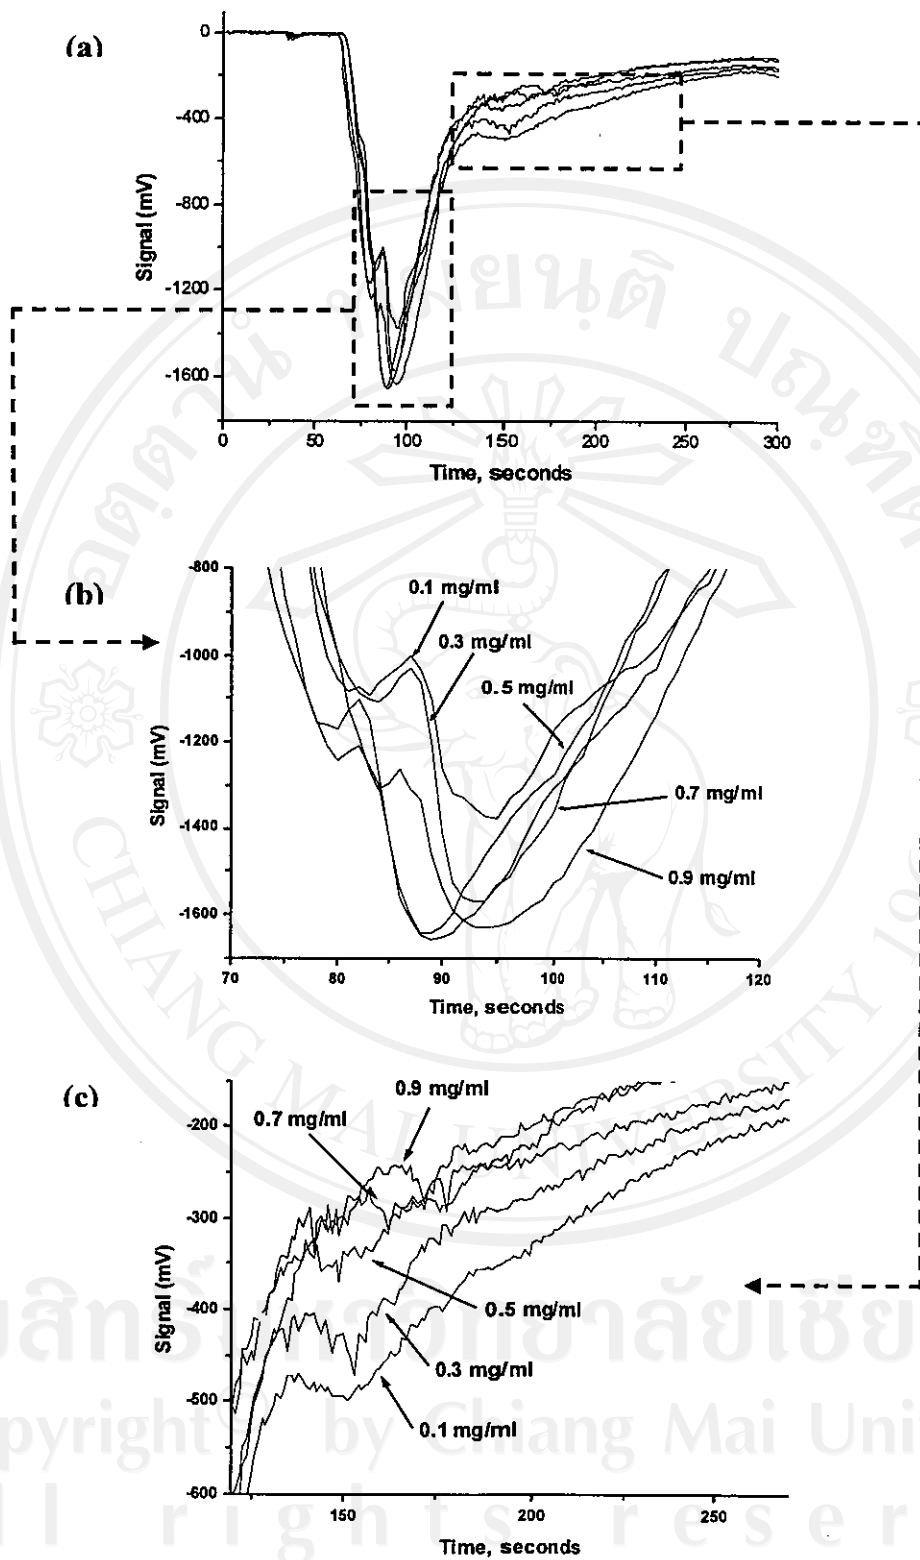 (a)
0
-400
-800
-1200
-1600
Signal (mV)
0 50 100 150 200 250 300
Time, seconds
(b)
-800
-1000
-1200
-1400
-1600
Signal (mV)
0.1 mg/ml
0.3 mg/ml
0.5 mg/ml
0.7 mg/ml
0.9 mg/ml
70 80 90 100 110 120
Time, seconds
CHIANG MAI UNIVERSITY
(c)
-200
-300
-400
-500
-600
Signal (mV)
0.9 mg/ml
0.7 mg/ml
0.5 mg/ml
0.3 mg/ml
0.1 mg/ml
150 200 250
Time, seconds
by Chiang Mai Uni